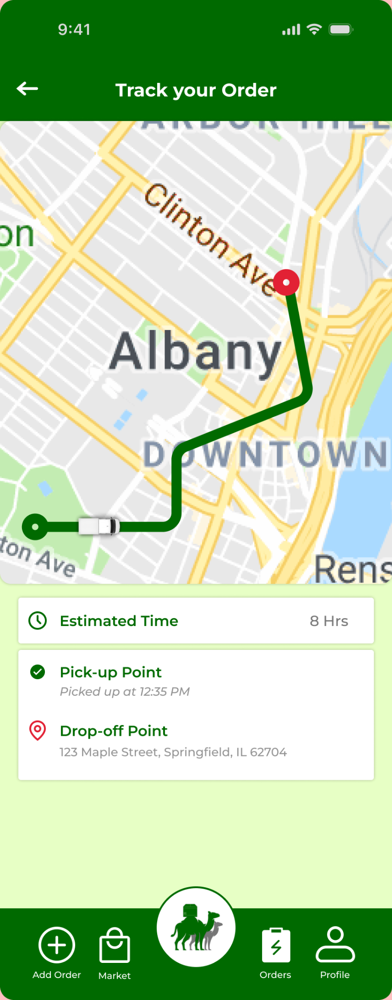 9:41
Track your Order
ARBOR HILL
Clinton Ave
on
Albany
DOWNTOWN
ton Ave
Rens
Estimated Time
8 Hrs
Pick-up Point
Picked up at 12:35 PM
Drop-off Point
123 Maple Street, Springfield, IL 62704
Add Order
Market
Orders
Profile